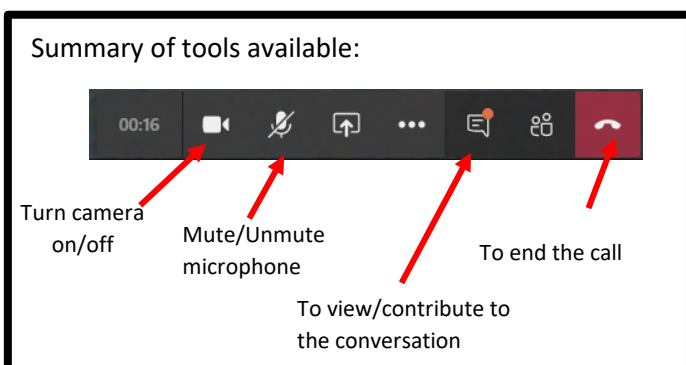 Summary of tools available:
00:16
Turn camera
on/off
Mute/Unmute
microphone
To end the call
To view/contribute to
the conversation